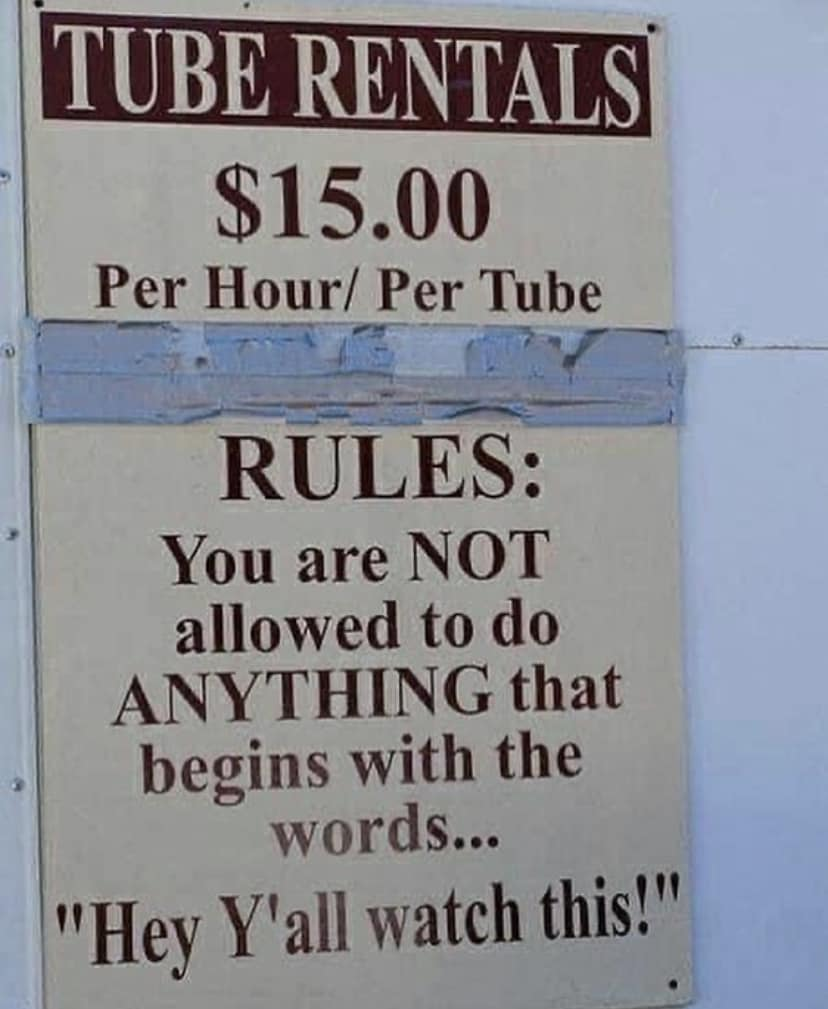 TUBE RENTALS
$15.00
Per Hour/ Per Tube
RULES:
You are NOT
allowed to do
ANYTHING that
begins with the
words...
"Hey Y'all watch this!"